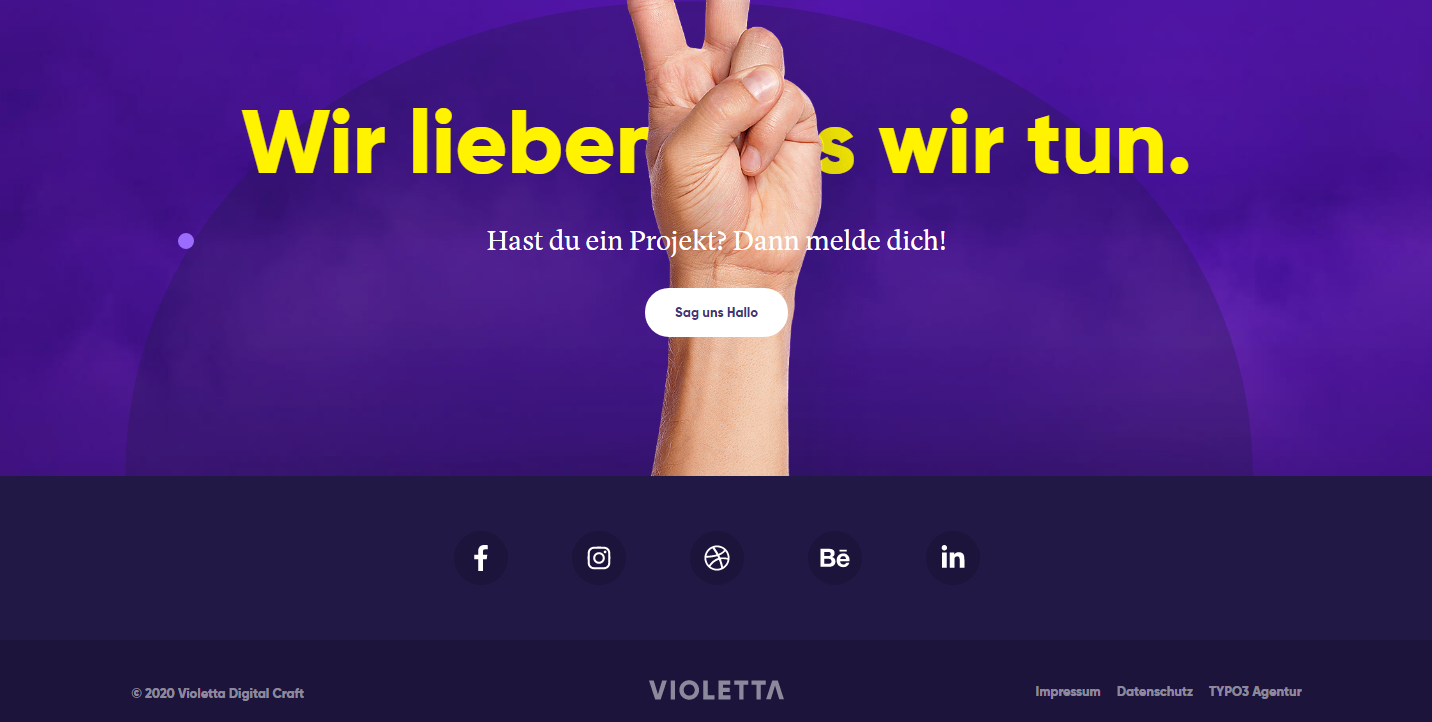 Wir lieben s wir tun.
Hast du ein Projekt? Dann melde dich!
Sag uns Hallo
Bē
in
© 2020 Violetta Digital Craft
VIOLETTA
Impressum Datenschutz TYPO3 Agentur